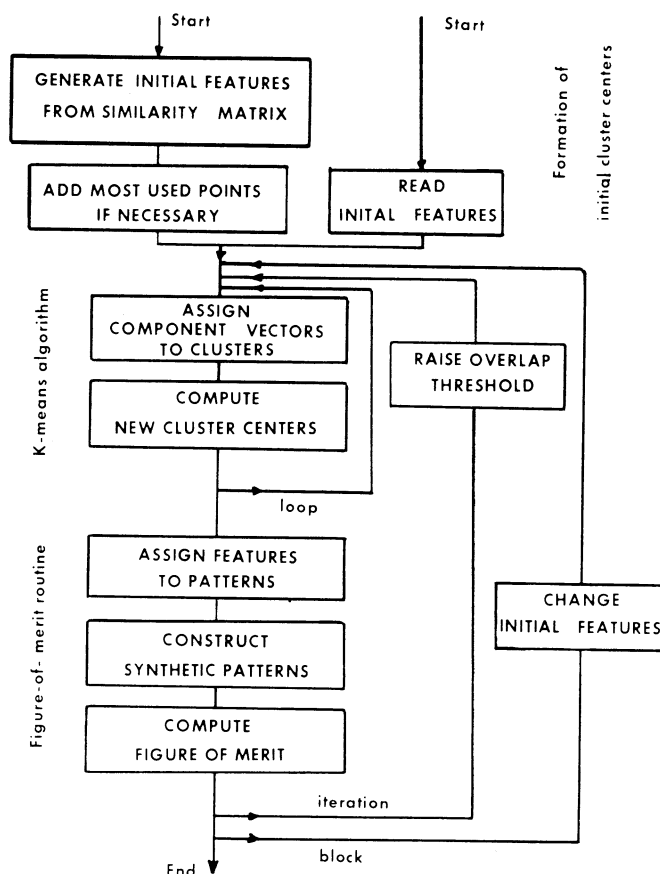 Start
Start
GENERATE INITIAL FEATURES
FROM SIMILARITY MATRIX
Formation of
initial cluster centers
ADD MOST USED POINTS
IF NECESSARY
READ
INITAL FEATURES
K-means algorithm
ASSIGN
COMPONENT VECTORS
TO CLUSTERS
RAISE OVERLAP
THRESHOLD
COMPUTE
NEW CLUSTER CENTERS
loop
Figure-of-merit routine
ASSIGN FEATURES
TO PATTERNS
CHANGE
INITIAL FEATURES
CONSTRUCT
SYNTHETIC PATTERNS
COMPUTE
FIGURE OF MERIT
iteration
block
End